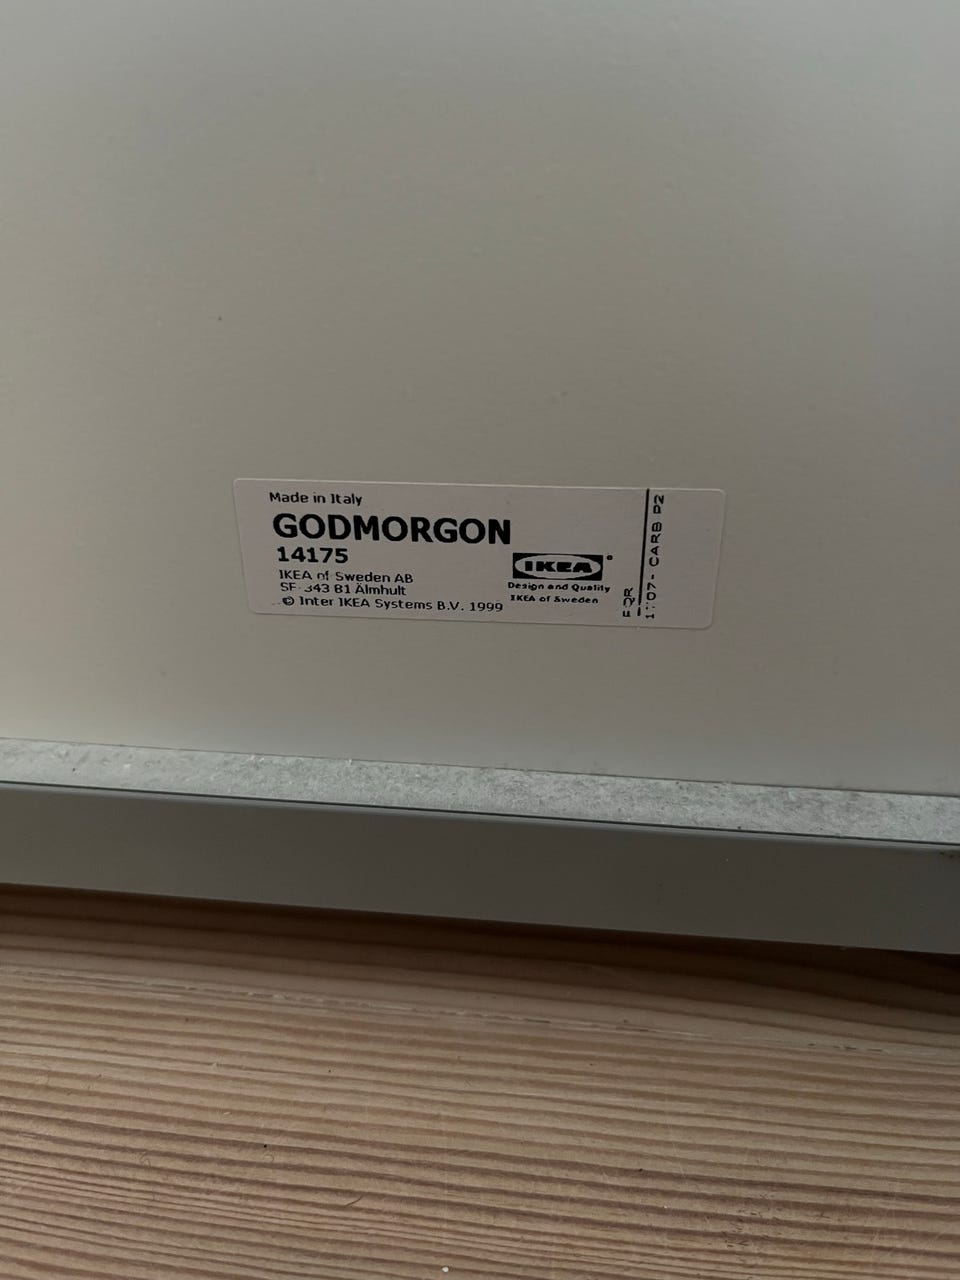 Made in Italy
GODMORGON
14175
IKEA of Sweden AB
SE-343 81 Älmhult
© Inter IKEA Systems B.V. 1999
IKEA
Design and Quality
IKEA of Sweden
CARB P2